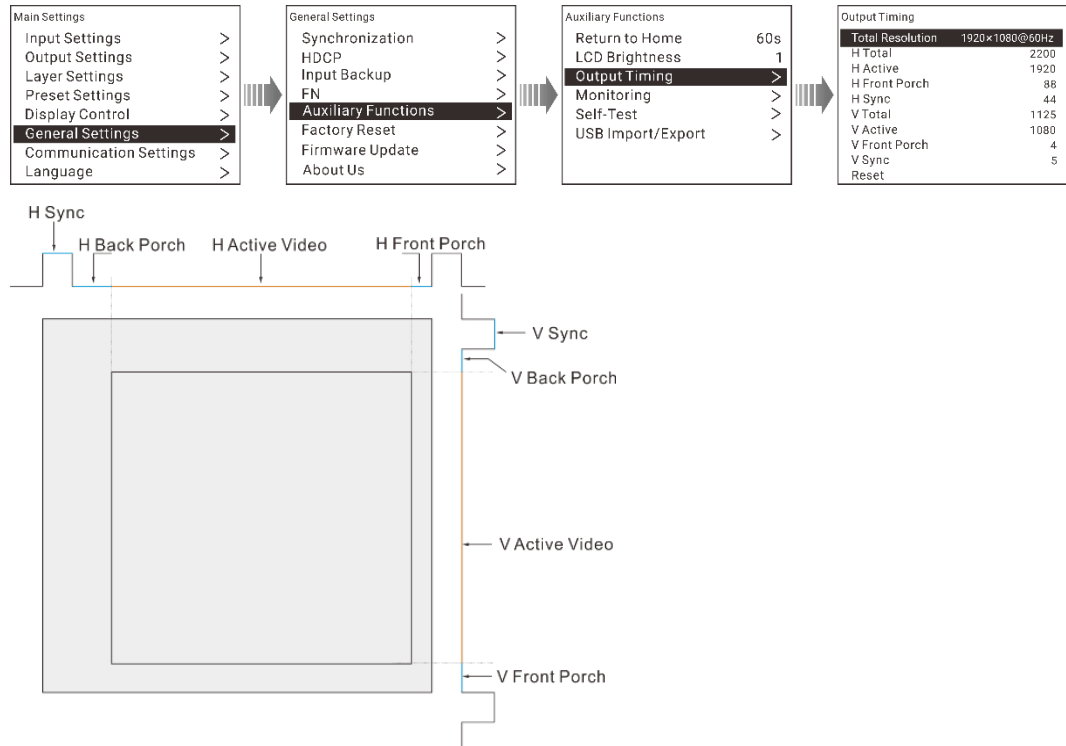 Main Settings
Input Settings >
Output Settings >
Layer Settings >
Preset Settings >
Display Control >
General Settings >
Communication Settings >
Language >
General Settings
Synchronization >
HDCP >
Input Backup >
FN >
Auxiliary Functions >
Factory Reset >
Firmware Update >
About Us >
Auxiliary Functions
Return to Home 60s
LCD Brightness 1
Output Timing >
Monitoring >
Self-Test >
USB Import/Export >
Output Timing
Total Resolution 1920×1080@60Hz
H Total 2200
H Active 1920
H Front Porch 88
H Sync 44
V Total 1125
V Active 1080
V Front Porch 4
V Sync 5
Reset
H Sync
H Back Porch H Active Video H Front Porch
V Sync
V Back Porch
V Active Video
V Front Porch